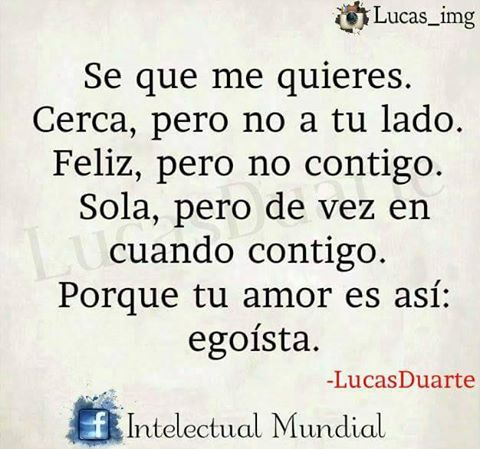 Lucas_img
Se que me quieres.
Cerca, pero no a tu lado.
Feliz, pero no contigo.
Sola, pero de vez en
cuando contigo.
Porque tu amor es así:
egoísta.
LucasDuarte
-LucasDuarte
f Intelectual Mundial